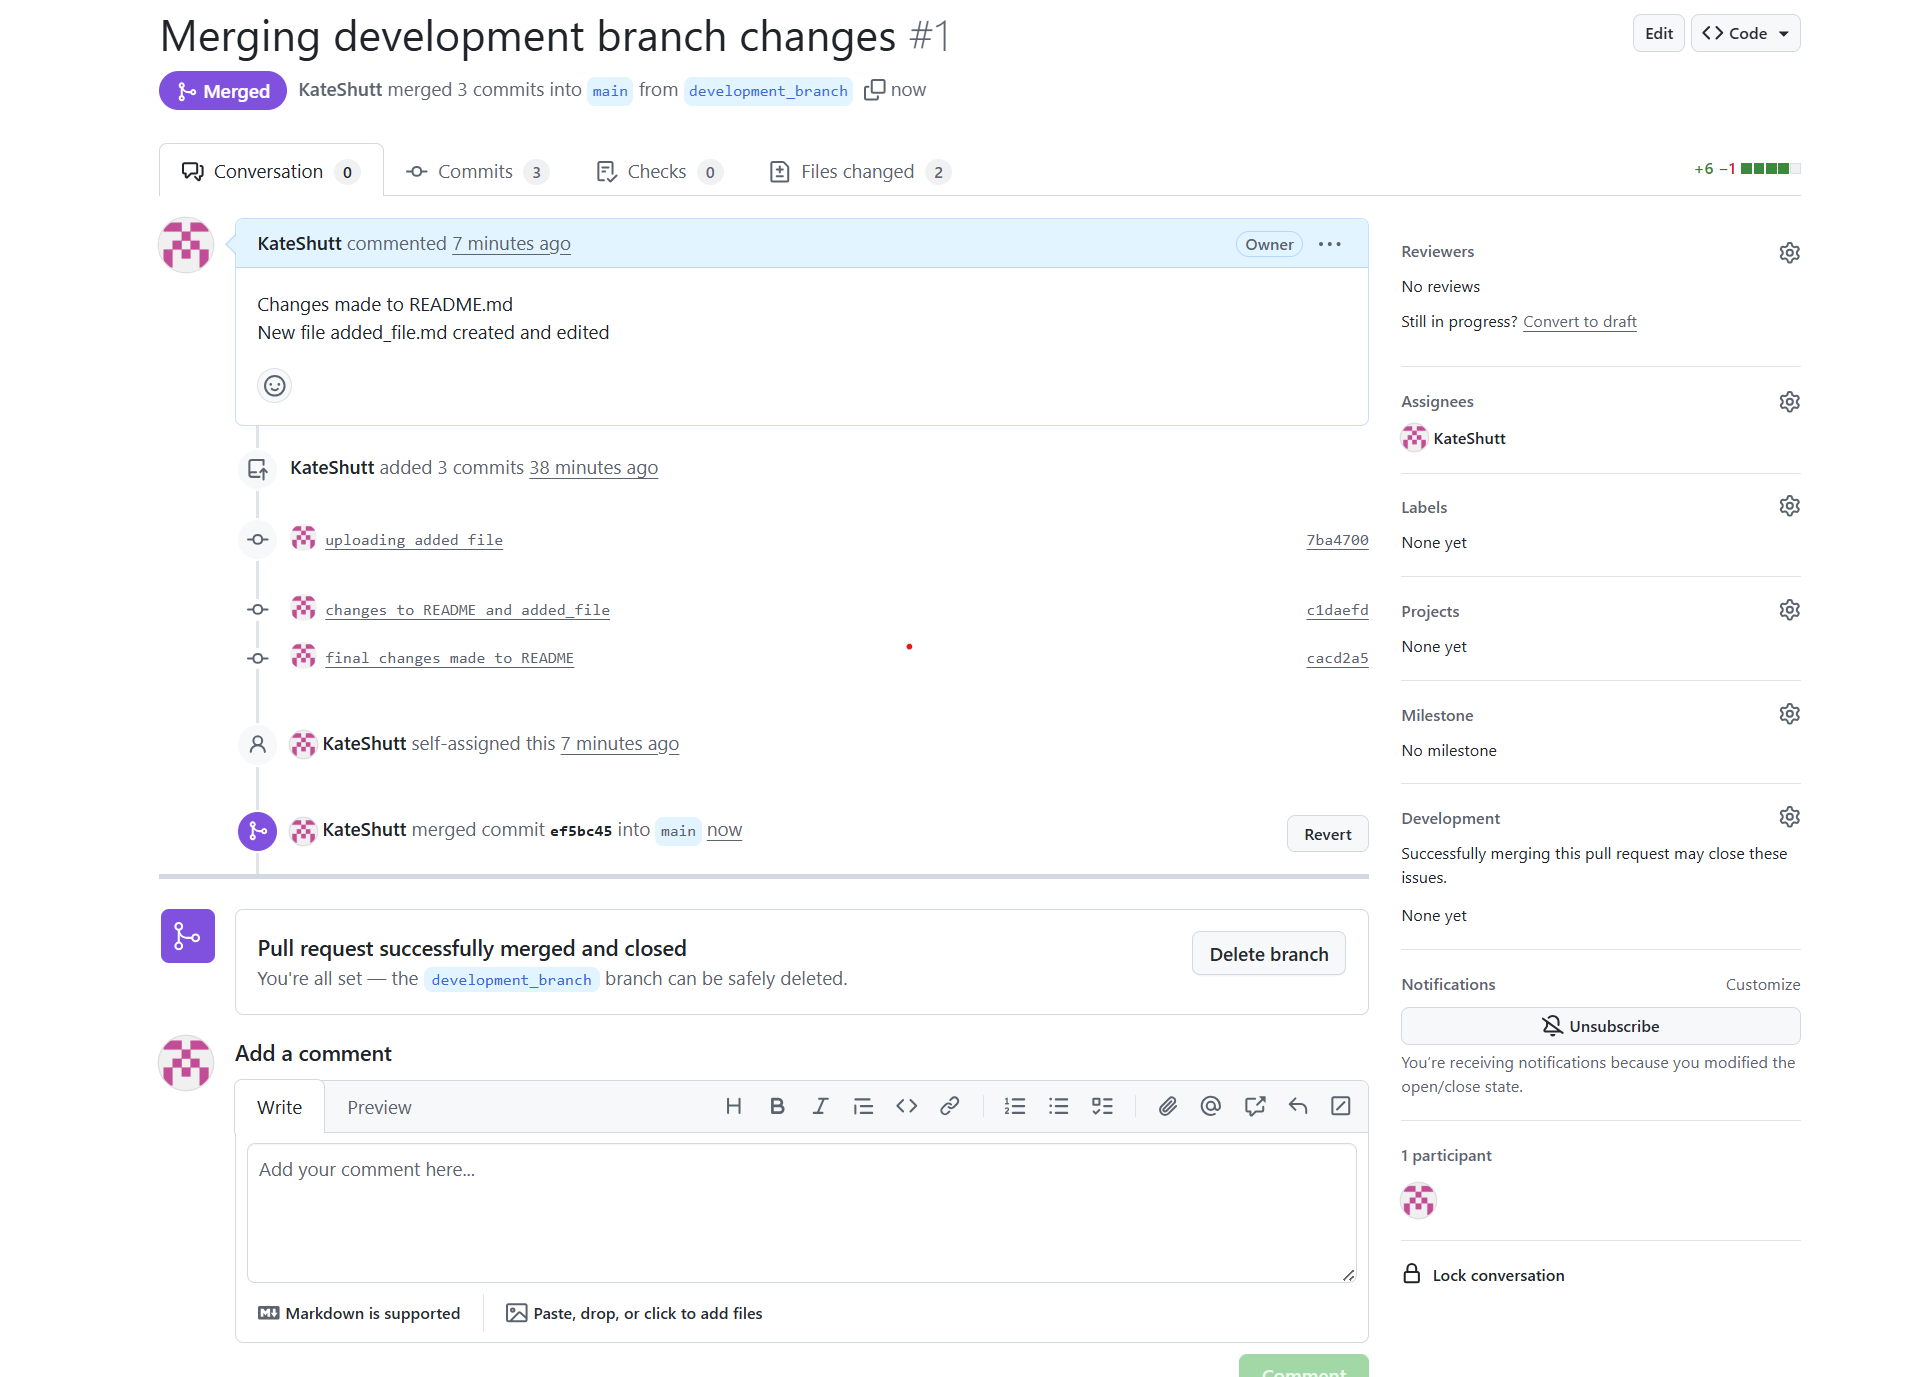 Merging development branch changes #1
Edit
Code
Merged
KateShutt merged 3 commits into main from development_branch now
Conversation 0
Commits 3
Checks 0
Files changed 2
+6 −1
KateShutt commented 7 minutes ago
Owner
Changes made to README.md
New file added_file.md created and edited
KateShutt added 3 commits 38 minutes ago
uploading added file
7ba4700
changes to README and added_file
c1daefd
final changes made to README
cacd2a5
KateShutt self-assigned this 7 minutes ago
KateShutt merged commit ef5bc45 into main now
Revert
Pull request successfully merged and closed
You're all set — the development_branch branch can be safely deleted.
Delete branch
Add a comment
Write
Preview
Add your comment here...
Markdown is supported
Paste, drop, or click to add files
Comment
Reviewers
No reviews
Still in progress? Convert to draft
Assignees
KateShutt
Labels
None yet
Projects
None yet
Milestone
No milestone
Development
Successfully merging this pull request may close these
issues.
None yet
Notifications
Customize
Unsubscribe
You’re receiving notifications because you modified the
open/close state.
1 participant
Lock conversation